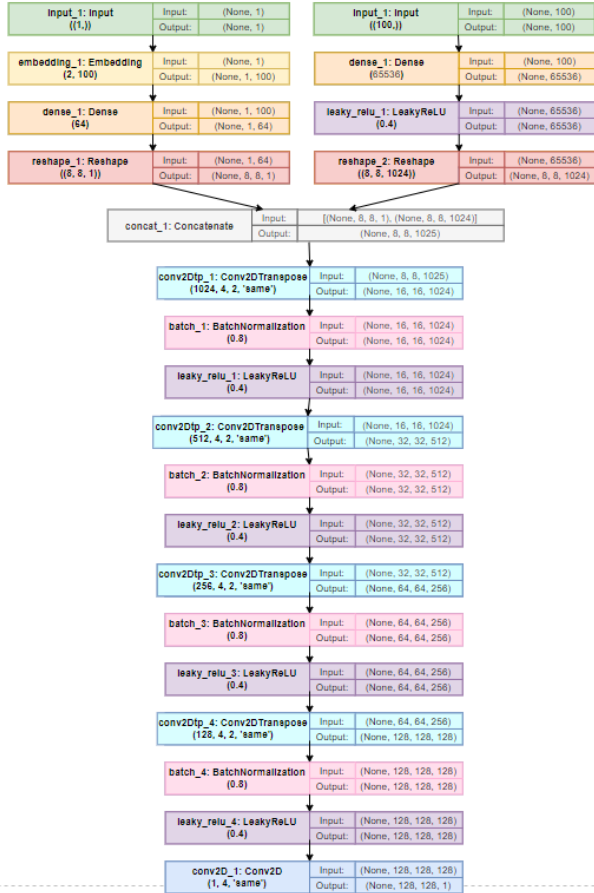 Input_1: Input
((1,))
Input:
(None, 1)
Output:
(None, 1)
embedding_1: Embedding
(2, 100)
Input:
(None, 1)
Output:
(None, 1, 100)
dense_1: Dense
(64)
Input:
(None, 1, 100)
Output:
(None, 1, 64)
reshape_1: Reshape
((8, 8, 1))
Input:
(None, 1, 64)
Output:
(None, 8, 8, 1)
Input_1: Input
((100,))
Input:
(None, 100)
Output:
(None, 100)
dense_1: Dense
(65536)
Input:
(None, 100)
Output:
(None, 65536)
leaky_relu_1: LeakyReLU
(0.4)
Input:
(None, 65536)
Output:
(None, 65536)
reshape_2: Reshape
((8, 8, 1024))
Input:
(None, 65536)
Output:
(None, 8, 8, 1024)
concat_1: Concatenate
Input:
[(None, 8, 8, 1), (None, 8, 8, 1024)]
Output:
(None, 8, 8, 1025)
conv2Dtp_1: Conv2DTranspose
(1024, 4, 2, 'same')
Input:
(None, 8, 8, 1025)
Output:
(None, 16, 16, 1024)
batch_1: BatchNormalization
(0.8)
Input:
(None, 16, 16, 1024)
Output:
(None, 16, 16, 1024)
leaky_relu_1: LeakyReLU
(0.4)
Input:
(None, 16, 16, 1024)
Output:
(None, 16, 16, 1024)
conv2Dtp_2: Conv2DTranspose
(512, 4, 2, 'same')
Input:
(None, 16, 16, 1024)
Output:
(None, 32, 32, 512)
batch_2: BatchNormalization
(0.8)
Input:
(None, 32, 32, 512)
Output:
(None, 32, 32, 512)
leaky_relu_2: LeakyReLU
(0.4)
Input:
(None, 32, 32, 512)
Output:
(None, 32, 32, 512)
conv2Dtp_3: Conv2DTranspose
(256, 4, 2, 'same')
Input:
(None, 32, 32, 512)
Output:
(None, 64, 64, 256)
batch_3: BatchNormalization
(0.8)
Input:
(None, 64, 64, 256)
Output:
(None, 64, 64, 256)
leaky_relu_3: LeakyReLU
(0.4)
Input:
(None, 64, 64, 256)
Output:
(None, 64, 64, 256)
conv2Dtp_4: Conv2DTranspose
(128, 4, 2, 'same')
Input:
(None, 64, 64, 256)
Output:
(None, 128, 128, 128)
batch_4: BatchNormalization
(0.8)
Input:
(None, 128, 128, 128)
Output:
(None, 128, 128, 128)
leaky_relu_4: LeakyReLU
(0.4)
Input:
(None, 128, 128, 128)
Output:
(None, 128, 128, 128)
conv2D_1: Conv2D
(1, 4, 'same')
Input:
(None, 128, 128, 128)
Output:
(None, 128, 128, 1)